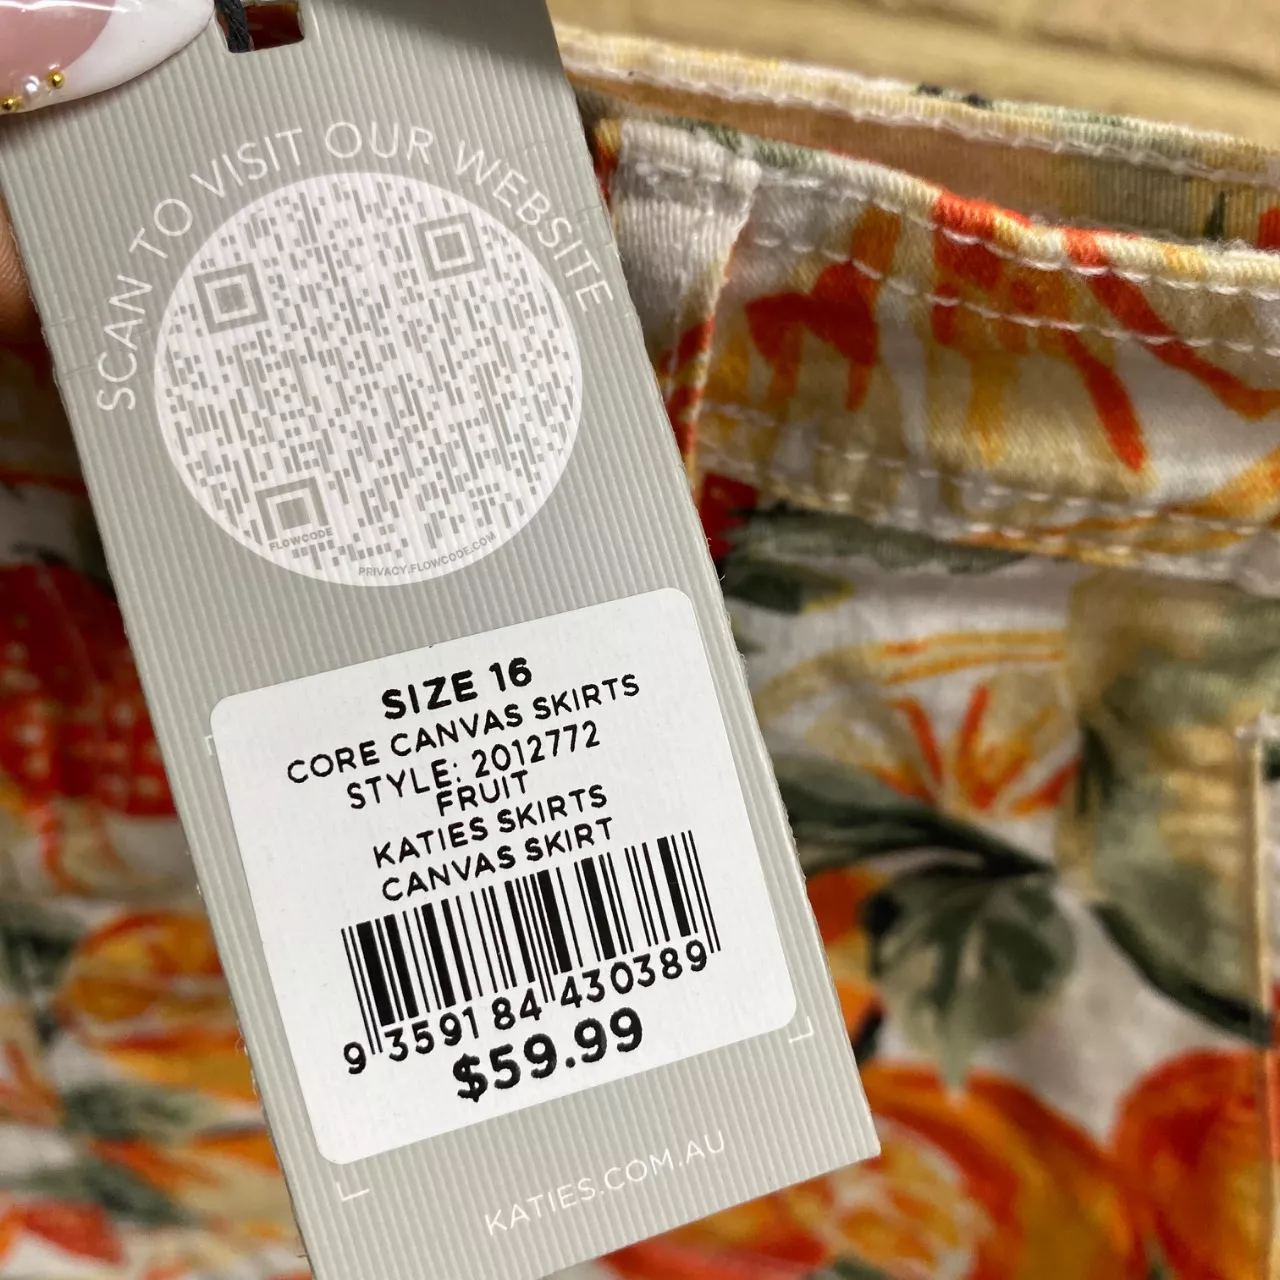 SCAN TO VISIT OUR WEBSITE
FLOWCODE
PRIVACY.FLOWCODE.COM
SIZE 16
CORE CANVAS SKIRTS
STYLE: 2012772
FRUIT
KATIES SKIRTS
CANVAS SKIRT
9 359184 430389
$59.99
KATIES.COM.AU